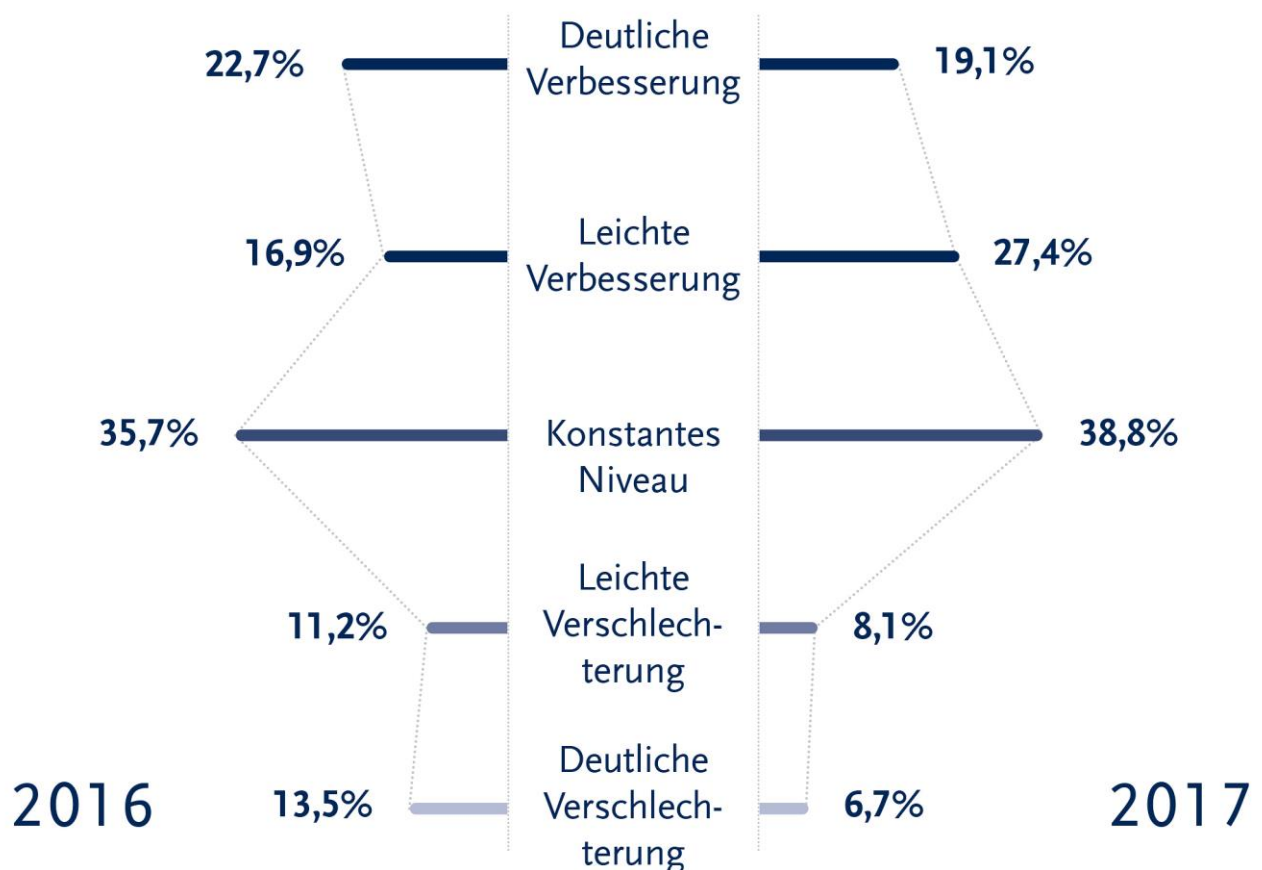 Deutliche
22,7%
Verbesserung
19,1%
Leichte
16,9%
Verbesserung
27,4%
35,7%
Konstantes
Niveau
38,8%
Leichte
11,2%
Verschlech-
terung
8,1%
Deutliche
2016
13,5%
Verschlech-
terung
6,7%
2017